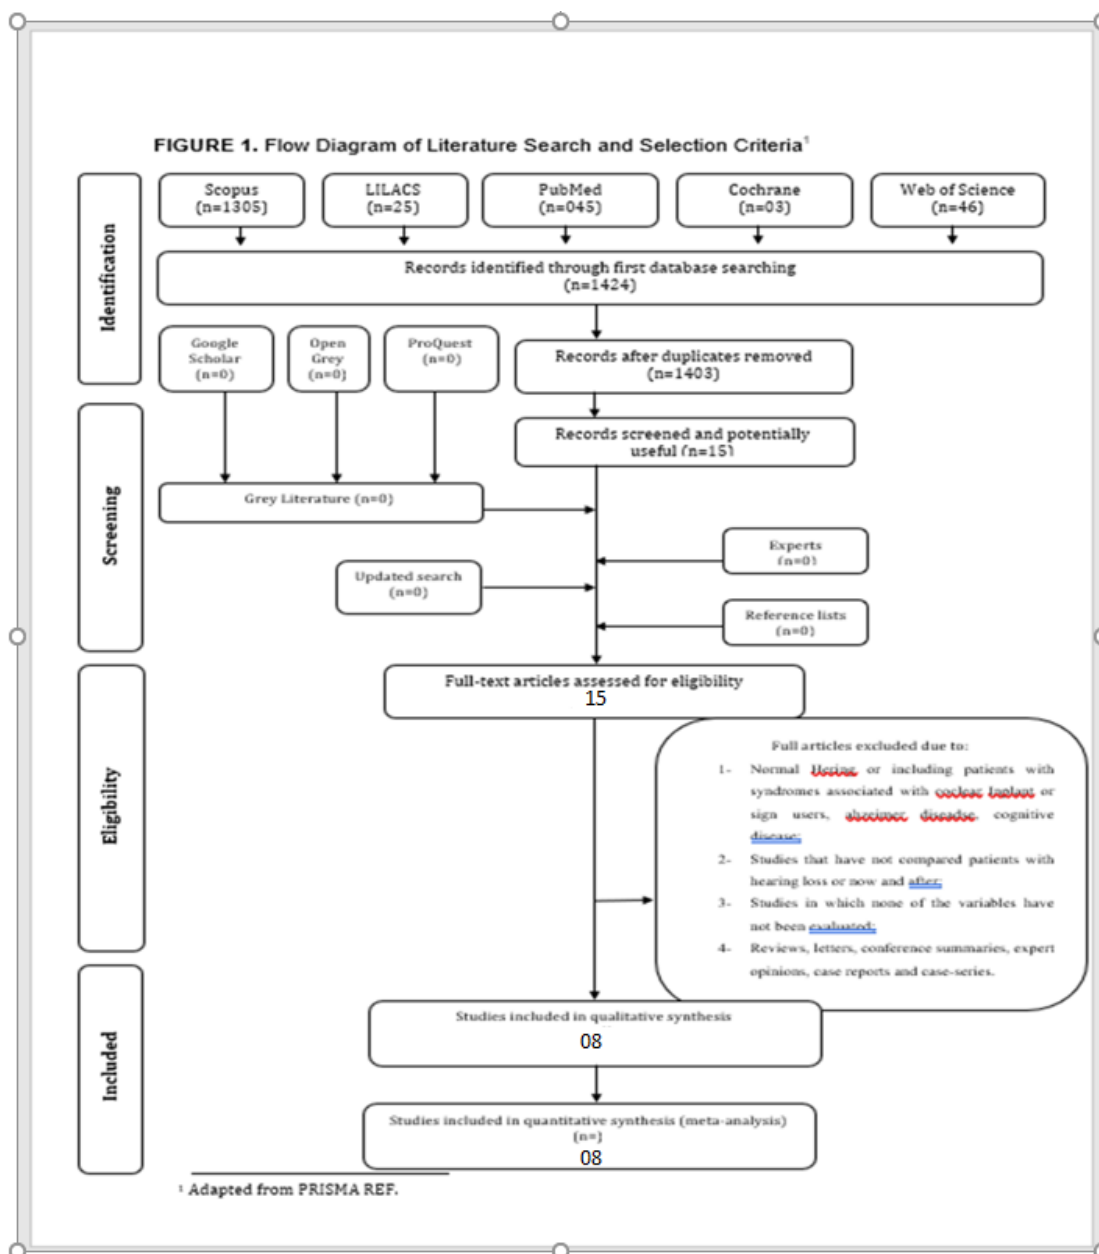 FIGURE 1. Flow Diagram of Literature Search and Selection Criteria¹
Identification
Scopus
(n=1305)
LILACS
(n=25)
PubMed
(n=045)
Cochrane
(n=03)
Web of Science
(n=46)
Records identified through first database searching
(n=1424)
Google
Scholar
(n=0)
Open
Grey
(n=0)
ProQuest
(n=0)
Records after duplicates removed
(n=1403)
Screening
Records screened and potentially
useful (n=15)
Grey Literature (n=0)
Experts
(n=0)
Updated search
(n=0)
Reference lists
(n=0)
Eligibility
Full-text articles assessed for eligibility
15
Full articles excluded due to:
1- Normal Hering or including patients with
syndromes associated with coclear Inplant or
sign users, alzeimer diseadse, cognitive
disease;
2- Studies that have not compared patients with
hearing loss or now and after;
3- Studies in which none of the variables have
not been evaluated;
4- Reviews, letters, conference summaries, expert
opinions, case reports and case-series.
Included
Studies included in qualitative synthesis
08
Studies included in quantitative synthesis (meta-analysis)
(n=)
08
¹ Adapted from PRISMA REF.